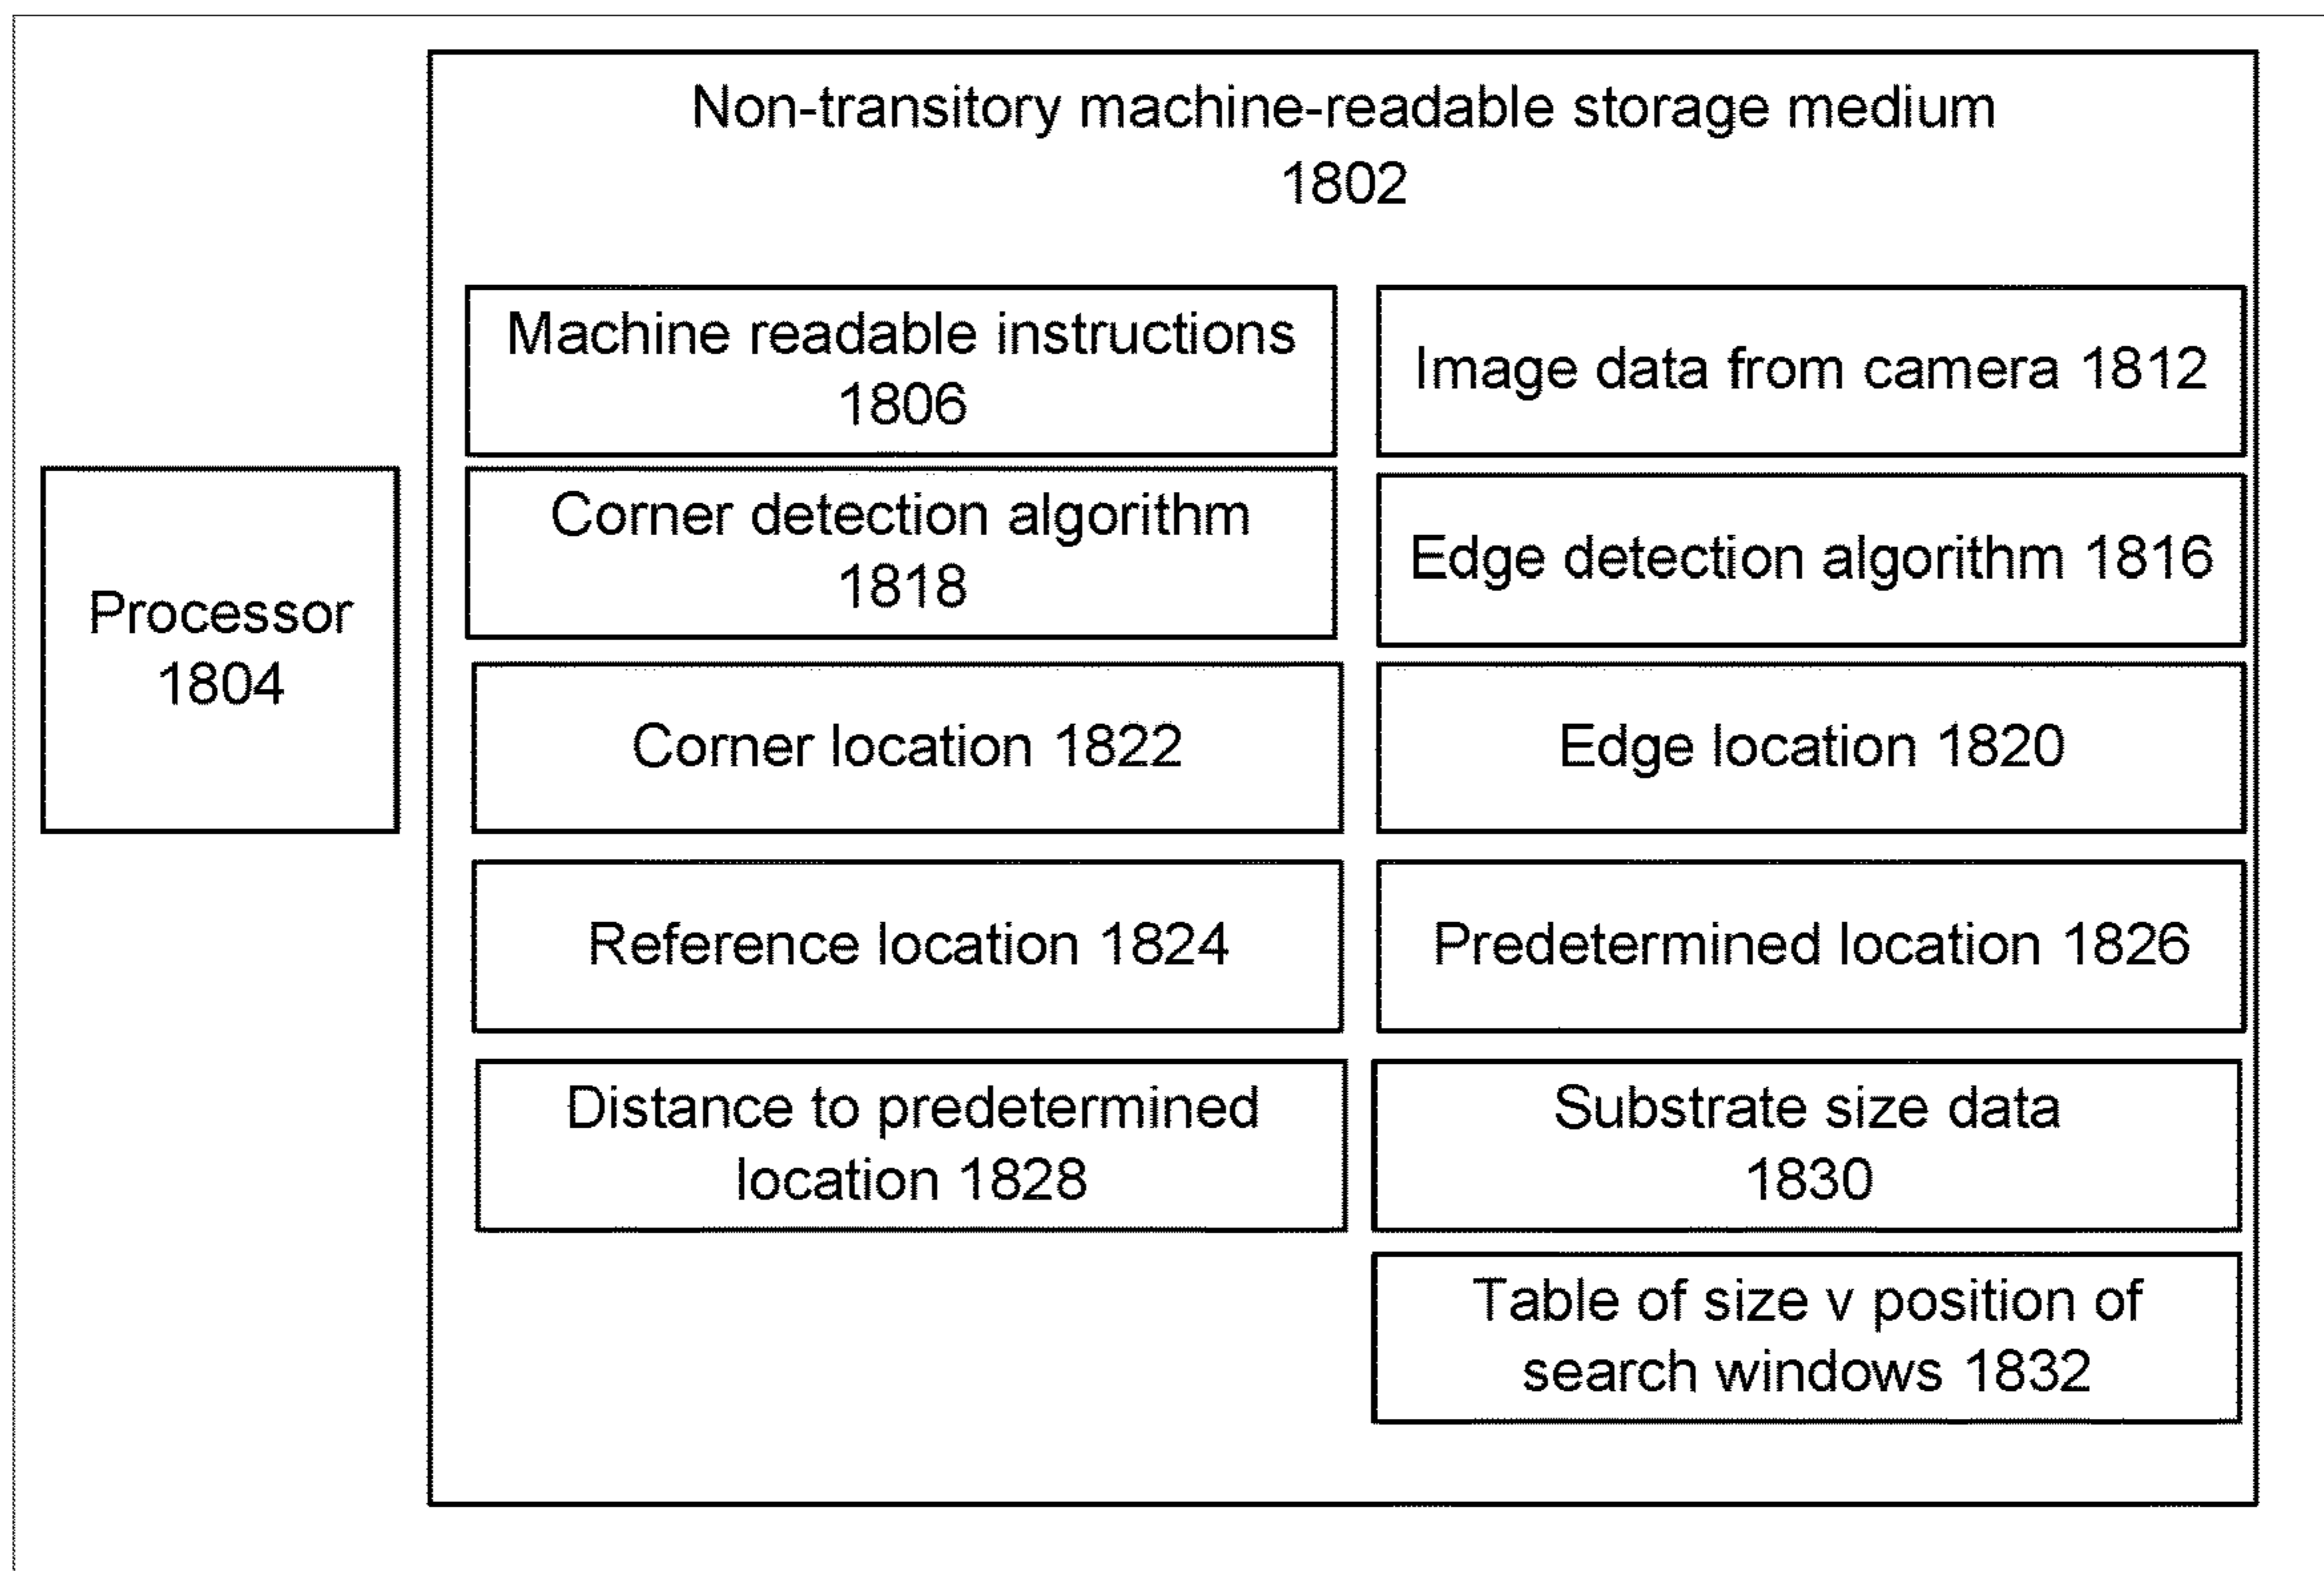 Non-transitory machine-readable storage medium
1802
Machine readable instructions
1806
Image data from camera 1812
Corner detection algorithm
1818
Edge detection algorithm 1816
Processor
1804
Corner location 1822
Edge location 1820
Reference location 1824
Predetermined location 1826
Distance to predetermined
location 1828
Substrate size data
1830
Table of size v position of
search windows 1832